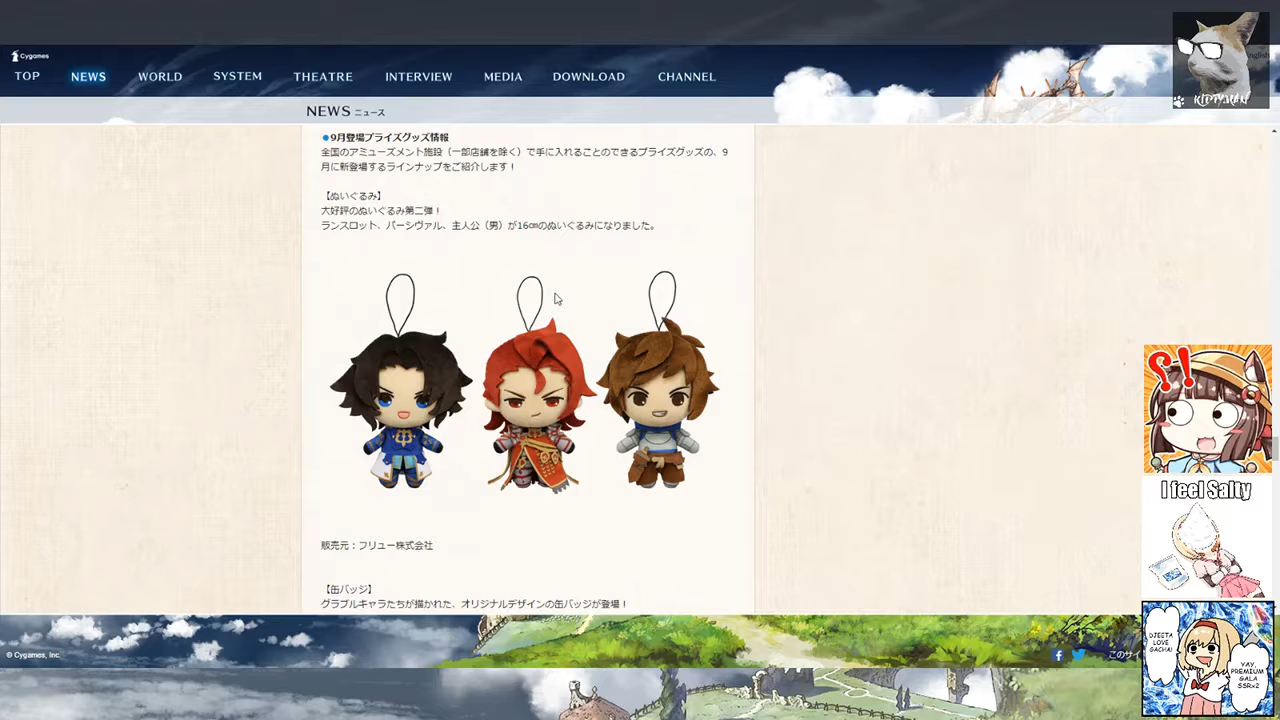 Cygames
TOP NEWS WORLD SYSTEM THEATRE INTERVIEW MEDIA DOWNLOAD CHANNEL
English
KITTYMAN
NEWS ニュース
●9月登場プライズグッズ情報
全国のアミューズメント施設（一部店舗を除く）で手に入れることのできるプライズグッズの、9
月に新登場するラインナップをご紹介します！
【ぬいぐるみ】
大好評のぬいぐるみ第二弾！
ランスロット、パーシヴァル、主人公（男）が16㎝のぬいぐるみになりました。
?!
I feel Salty
販売元：フリュー株式会社
【缶バッジ】
グラブルキャラたちが描かれた、オリジナルデザインの缶バッジが登場！
© Cygames, Inc.
このサイ
DJEETA
LOVE
GACHA!
YAY,
PREMIUM
GALA
SSRx2